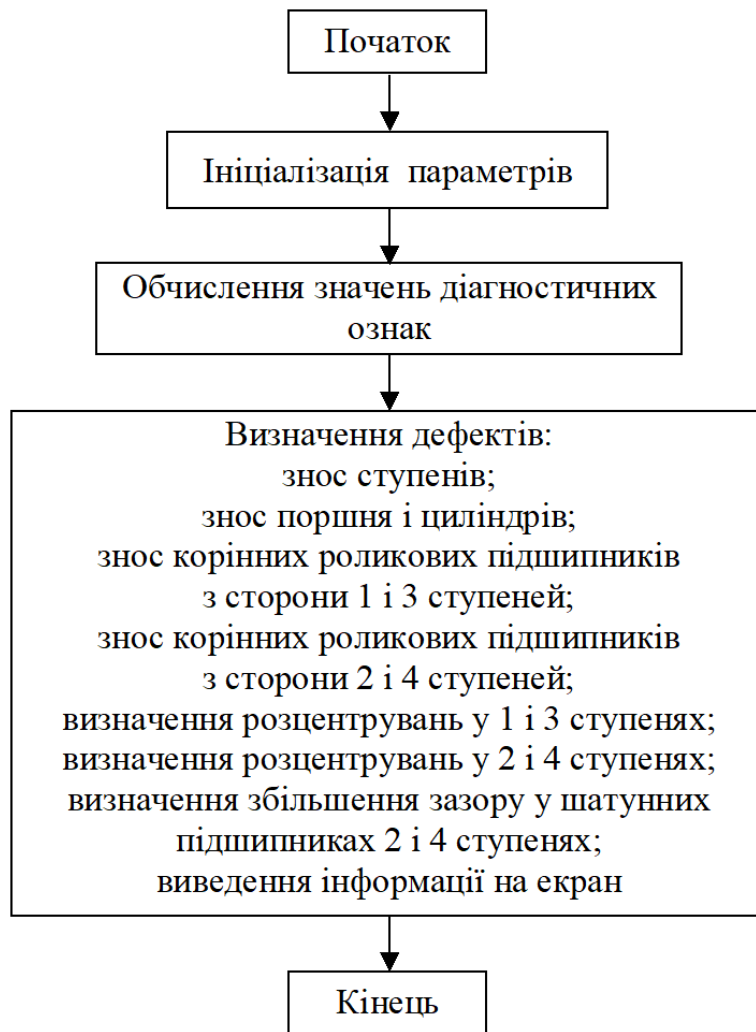 Початок
Ініціалізація параметрів
Обчислення значень діагностичних
ознак
Визначення дефектів:
знос ступенів;
знос поршня і циліндрів;
знос корінних роликових підшипників
з сторони 1 і 3 ступеней;
знос корінних роликових підшипників
з сторони 2 і 4 ступеней;
визначення розцентрувань у 1 і 3 ступенях;
визначення розцентрувань у 2 і 4 ступенях;
визначення збільшення зазору у шатунних
підшипниках 2 і 4 ступенях;
виведення інформації на екран
Кінець